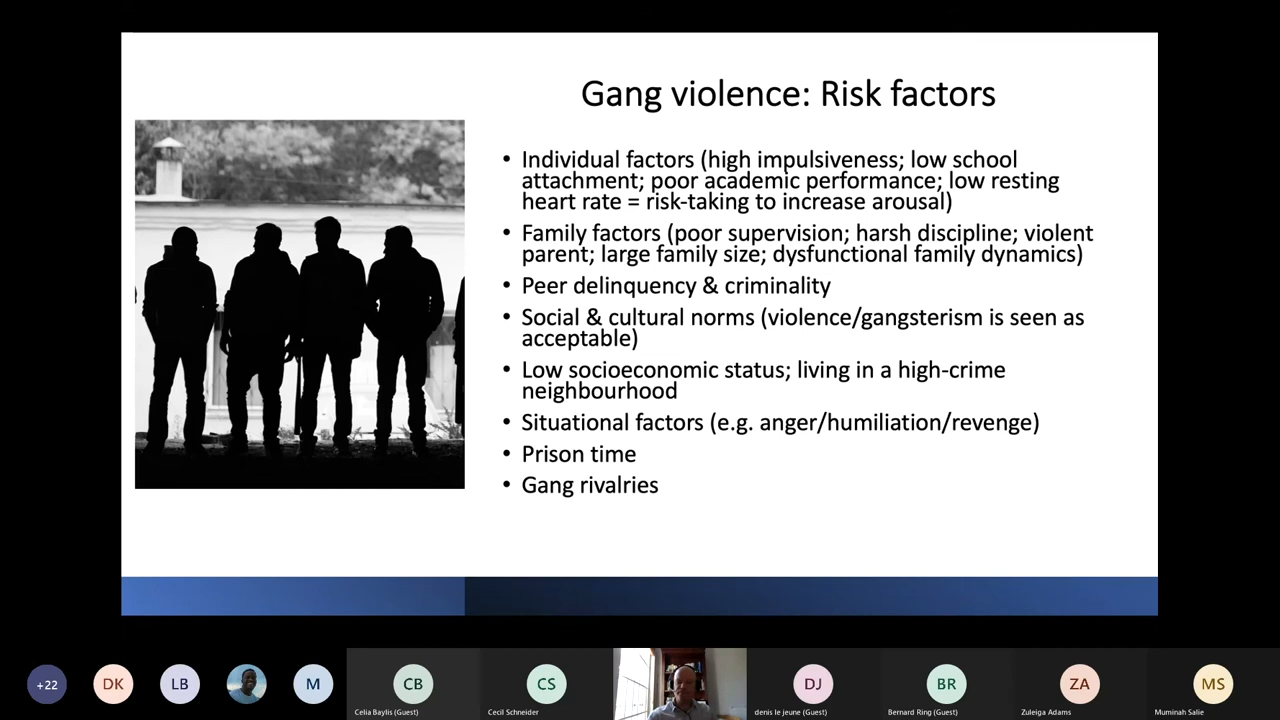 Gang violence: Risk factors
• Individual factors (high impulsiveness; low school
attachment; poor academic performance; low resting
heart rate = risk-taking to increase arousal)
• Family factors (poor supervision; harsh discipline; violent
parent; large family size; dysfunctional family dynamics)
• Peer delinquency & criminality
• Social & cultural norms (violence/gangsterism is seen as
acceptable)
• Low socioeconomic status; living in a high-crime
neighbourhood
• Situational factors (e.g. anger/humiliation/revenge)
• Prison time
• Gang rivalries
+22
DK
LB
M
CB
Celia Baylis (Guest)
CS
Cecil Schneider
DJ
denis le jeune (Guest)
BR
Bernard Ring (Guest)
ZA
Zuleiga Adams
MS
Muminah Salie